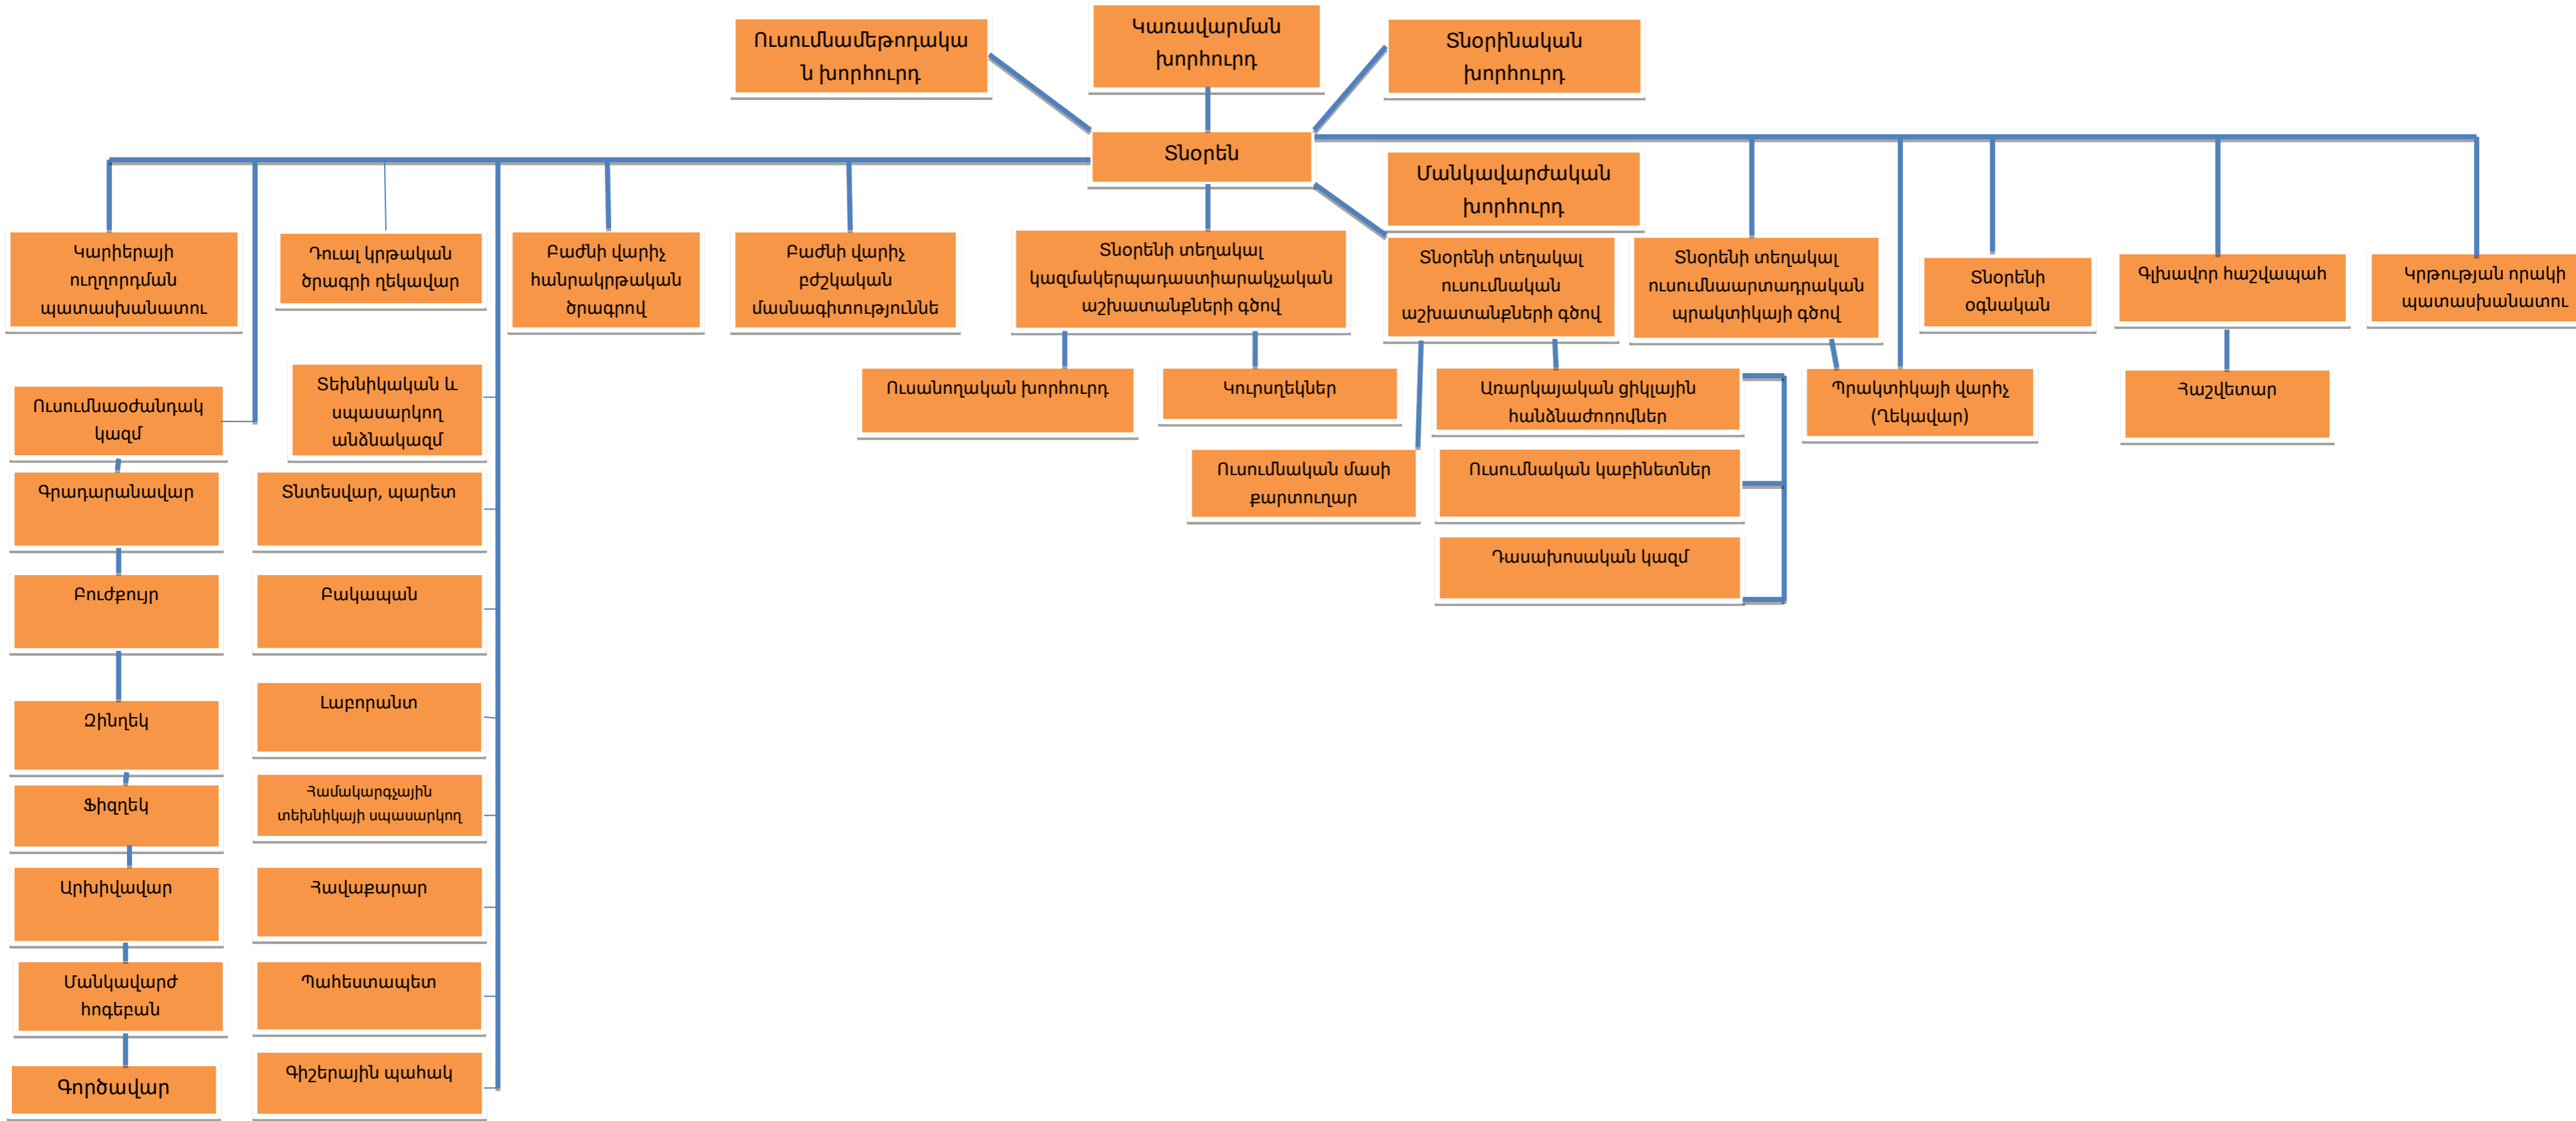 Ուսումնամեթոդակա
ն խորհուրդ
Կառավարման
խորհուրդ
Տնօրինական
խորհուրդ
Տնօրեն
Մանկավարժական
խորհուրդ
Կարիերայի
ուղղորդման
պատասխանատու
Դուալ կրթական
ծրագրի ղեկավար
Բաժնի վարիչ
հանրակրթական
ծրագրով
Բաժնի վարիչ
բժշկական
մասնագիտություննե
Տնօրենի տեղակալ
կազմակերպադաստիարակչական
աշխատանքների գծով
Տնօրենի տեղակալ
ուսումնական
աշխատանքների գծով
Տնօրենի տեղակալ
ուսումնաարտադրական
պրակտիկայի գծով
Տնօրենի
օգնական
Գլխավոր հաշվապահ
Կրթության որակի
պատասխանատու
Ուսումնաօժանդակ
կազմ
Տեխնիկական և
սպասարկող
անձնակազմ
Ուսանողական խորհուրդ
Կուրսղեկներ
Առարկայական ցիկլային
հանձնաժողովներ
Պրակտիկայի վարիչ
(Ղեկավար)
Հաշվետար
Գրադարանավար
Տնտեսվար, պարետ
Ուսումնական մասի
քարտուղար
Ուսումնական կաբինետներ
Դասախոսական կազմ
Բուժքույր
Բակապան
Զինղեկ
Լաբորանտ
Ֆիզղեկ
Համակարգչային
տեխնիկայի սպասարկող
Արխիվավար
Հավաքարար
Մանկավարժ
հոգեբան
Պահեստապետ
Գործավար
Գիշերային պահակ